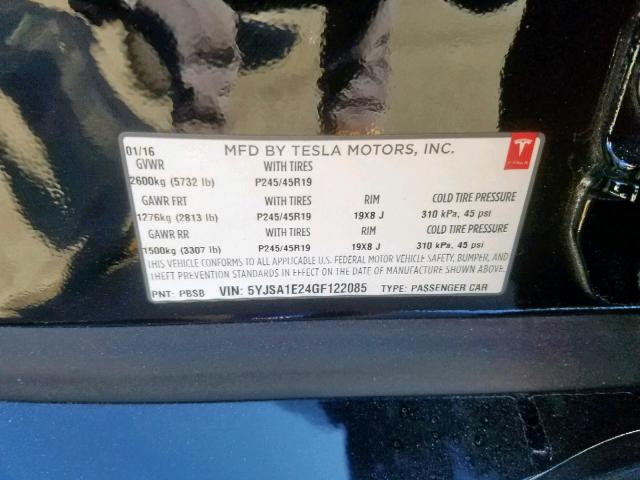 01/16 MFD BY TESLA MOTORS, INC.
GVWR WITH TIRES
2600kg (5732 lb) P245/45R19
GAWR FRT WITH TIRES RIM COLD TIRE PRESSURE
1276kg (2813 lb) P245/45R19 19X8 J 310 kPa, 45 psi
GAWR RR WITH TIRES RIM COLD TIRE PRESSURE
1500kg (3307 lb) P245/45R19 19X8 J 310 kPa, 45 psi
THIS VEHICLE CONFORMS TO ALL APPLICABLE U.S. FEDERAL MOTOR VEHICLE SAFETY, BUMPER, AND
THEFT PREVENTION STANDARDS IN EFFECT ON THE DATE OF MANUFACTURE SHOWN ABOVE.
PNT: PBSB VIN: 5YJSA1E24GF122085 TYPE: PASSENGER CAR